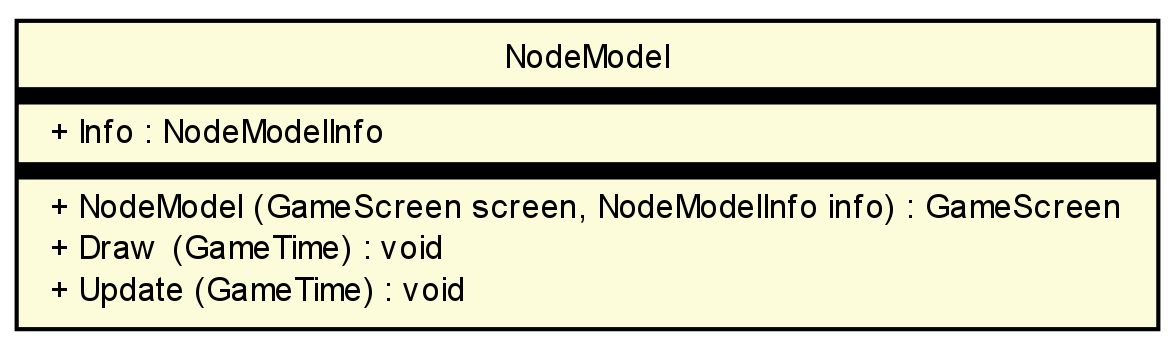 NodeModel
+ Info : NodeModelInfo
+ NodeModel (GameScreen screen, NodeModelInfo info) : GameScreen
+ Draw (GameTime) : void
+ Update (GameTime) : void